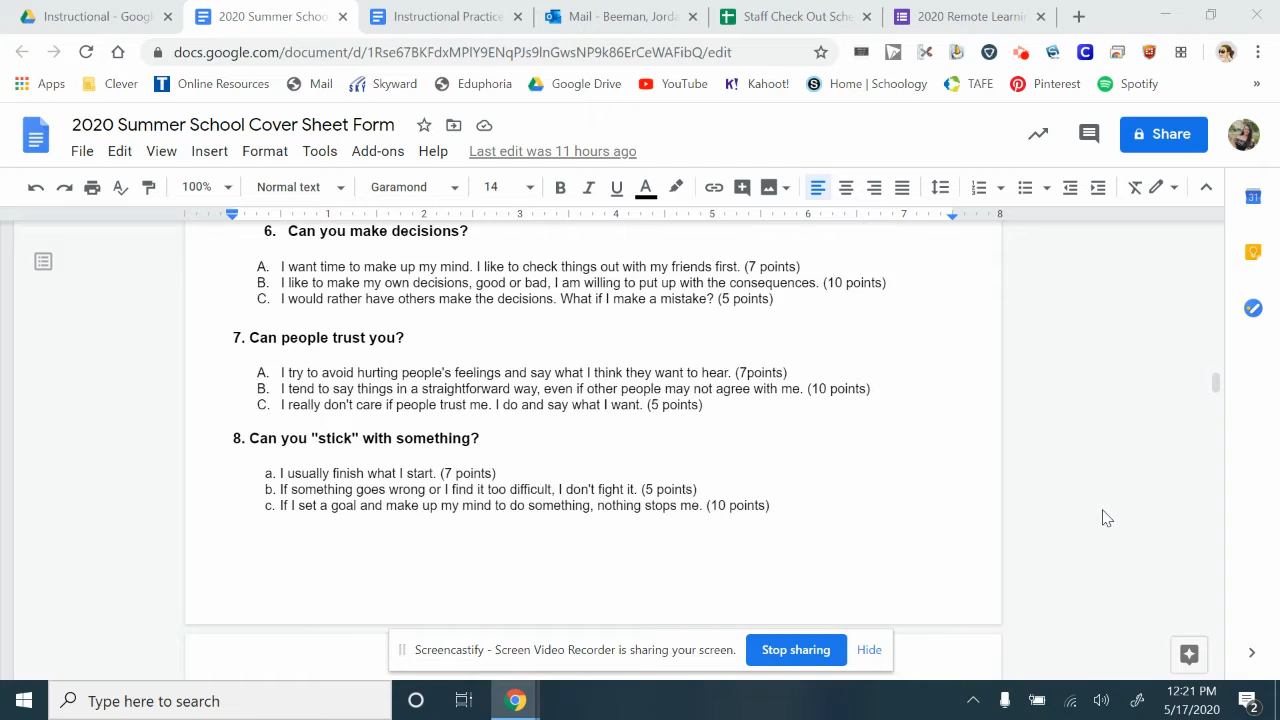 Instructional - Googl
2020 Summer Schoo
Instructional Practice
Mail - Beeman, Jorda
Staff Check Out Sche
2020 Remote Learnin
docs.google.com/document/d/1Rse67BKFdxMPlY9ENqPJs9lnGwsNP9k86ErCeWAFibQ/edit
Apps
Clever
Online Resources
Mail
Skyward
Eduphoria
Google Drive
YouTube
Kahoot!
Home | Schoology
TAFE
Pinterest
Spotify
»
2020 Summer School Cover Sheet Form
Share
File Edit View Insert Format Tools Add-ons Help Last edit was 11 hours ago
100% Normal text Garamond 14 B I U A
1 2 3 4 5 6 7 8
31
6. Can you make decisions?
A. I want time to make up my mind. I like to check things out with my friends first. (7 points)
B. I like to make my own decisions, good or bad, I am willing to put up with the consequences. (10 points)
C. I would rather have others make the decisions. What if I make a mistake? (5 points)
7. Can people trust you?
A. I try to avoid hurting people's feelings and say what I think they want to hear. (7points)
B. I tend to say things in a straightforward way, even if other people may not agree with me. (10 points)
C. I really don't care if people trust me. I do and say what I want. (5 points)
8. Can you "stick" with something?
a. I usually finish what I start. (7 points)
b. If something goes wrong or I find it too difficult, I don't fight it. (5 points)
c. If I set a goal and make up my mind to do something, nothing stops me. (10 points)
Screencastify - Screen Video Recorder is sharing your screen. Stop sharing Hide
Type here to search
12:21 PM
5/17/2020
2